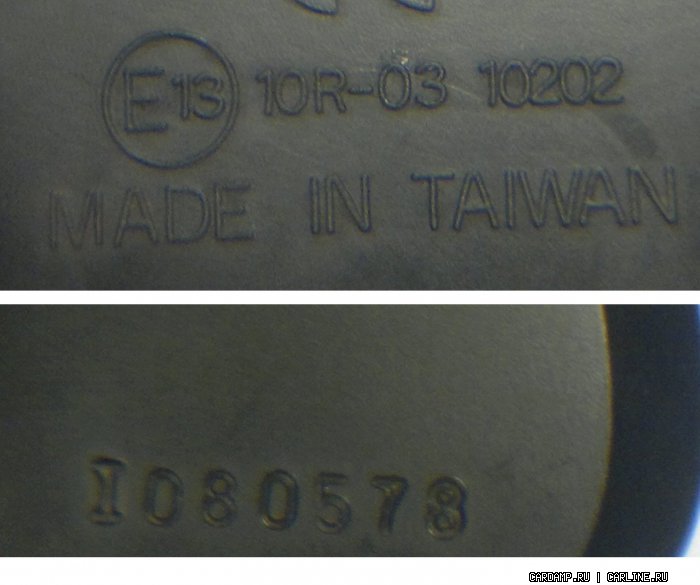 E13 10R-03 10202
MADE IN TAIWAN
I080578
CARDAMP.RU | CARLINE.RU